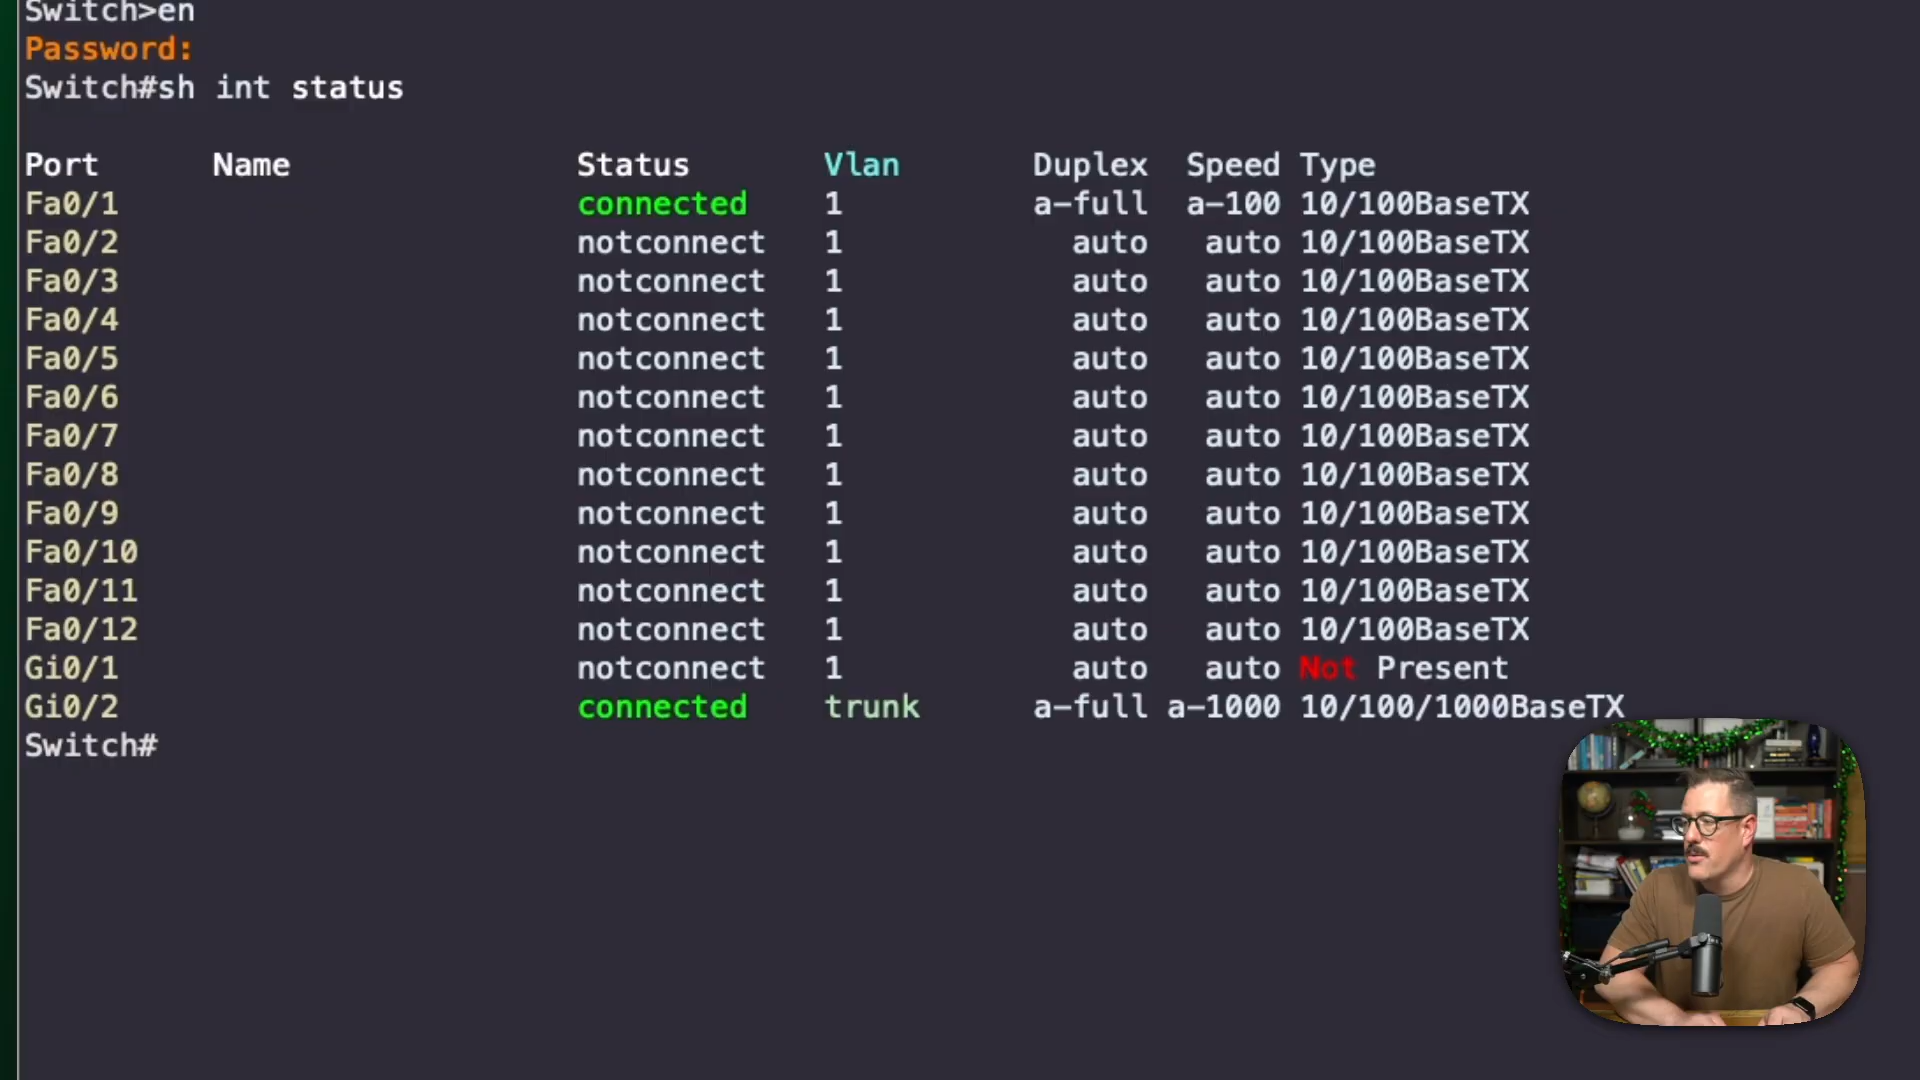 Switch>en
Password:
Switch#sh int status
Port Name Status Vlan Duplex Speed Type
Fa0/1 connected 1 a-full a-100 10/100BaseTX
Fa0/2 notconnect 1 auto auto 10/100BaseTX
Fa0/3 notconnect 1 auto auto 10/100BaseTX
Fa0/4 notconnect 1 auto auto 10/100BaseTX
Fa0/5 notconnect 1 auto auto 10/100BaseTX
Fa0/6 notconnect 1 auto auto 10/100BaseTX
Fa0/7 notconnect 1 auto auto 10/100BaseTX
Fa0/8 notconnect 1 auto auto 10/100BaseTX
Fa0/9 notconnect 1 auto auto 10/100BaseTX
Fa0/10 notconnect 1 auto auto 10/100BaseTX
Fa0/11 notconnect 1 auto auto 10/100BaseTX
Fa0/12 notconnect 1 auto auto 10/100BaseTX
Gi0/1 notconnect 1 auto auto Not Present
Gi0/2 connected trunk a-full a-1000 10/100/1000BaseTX
Switch#